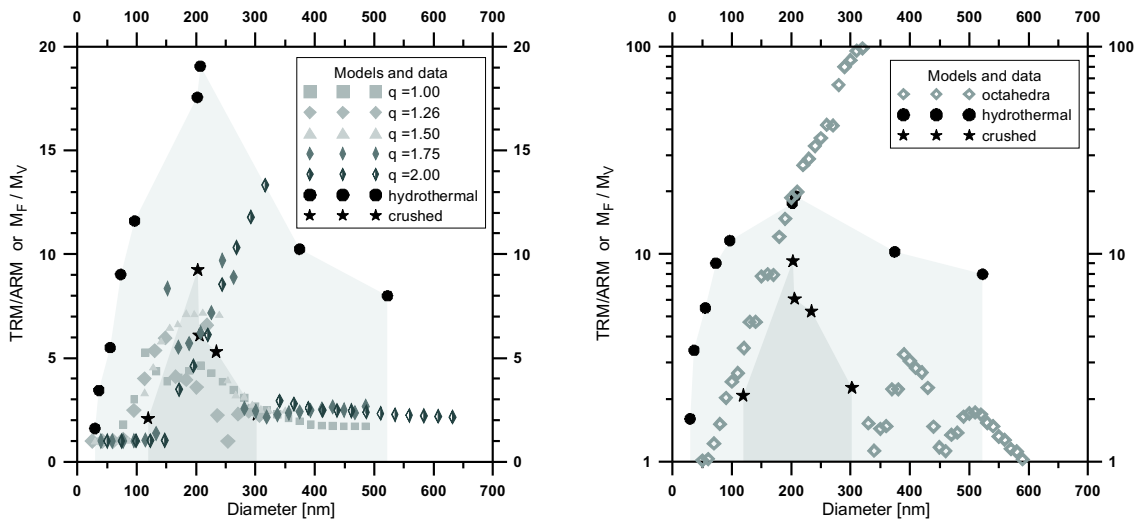 0 100 200 300 400 500 600 700
20 20
15 15
10 10
5 5
0 0
0 100 200 300 400 500 600 700
Diameter [nm]
TRM/ARM or M_F / M_V
Models and data
q =1.00
q =1.26
q =1.50
q =1.75
q =2.00
hydrothermal
crushed
0 100 200 300 400 500 600 700
100 100
10 10
1 1
0 100 200 300 400 500 600 700
Diameter [nm]
TRM/ARM or M_F / M_V
Models and data
octahedra
hydrothermal
crushed